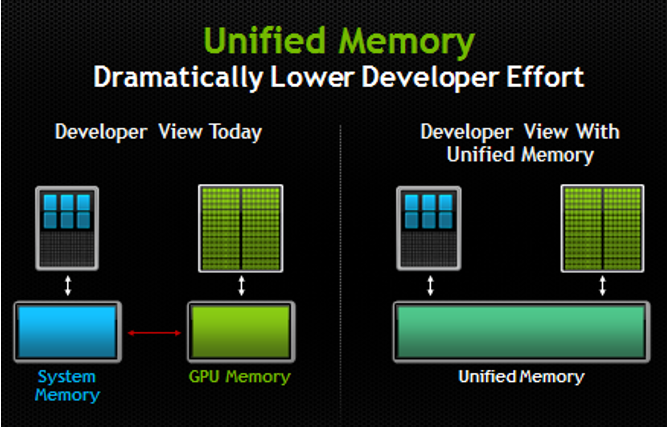 Unified Memory
Dramatically Lower Developer Effort
Developer View Today
Developer View With
Unified Memory
System
Memory
GPU Memory
Unified Memory